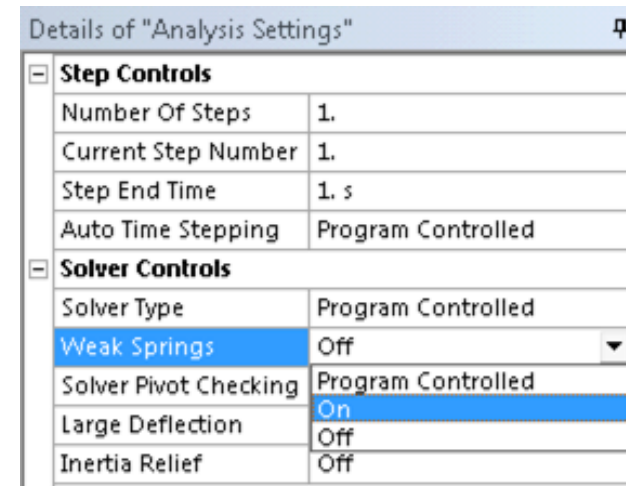 Details of "Analysis Settings"
Step Controls
Number Of Steps 1.
Current Step Number 1.
Step End Time 1. s
Auto Time Stepping Program Controlled
Solver Controls
Solver Type Program Controlled
Weak Springs Off
Solver Pivot Checking Program Controlled
On
Large Deflection
Off
Inertia Relief Off